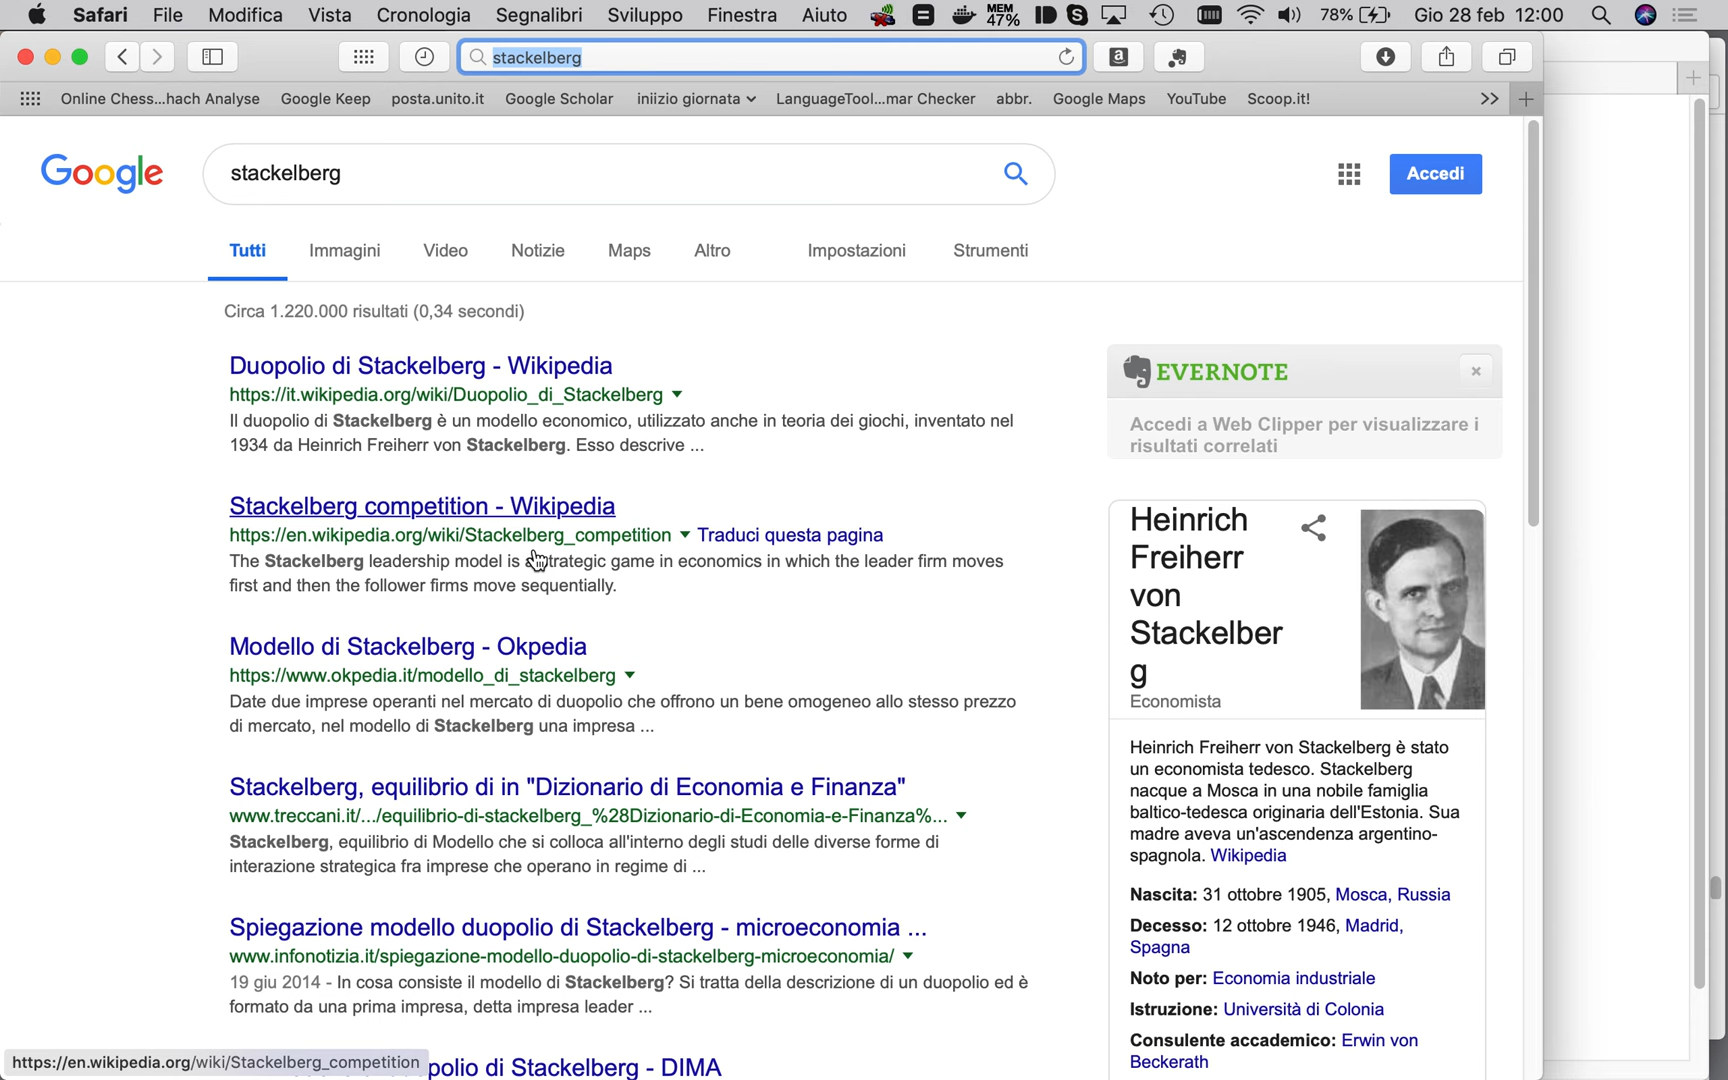 Safari File Modifica Vista Cronologia Segnalibri Sviluppo Finestra Aiuto MEM 47% 78% Gio 28 feb 12:00
stackelberg
Online Chess...hach Analyse Google Keep posta.unito.it Google Scholar iniizio giornata LanguageTool...mar Checker abbr. Google Maps YouTube Scoop.it!
Google stackelberg Accedi
Tutti Immagini Video Notizie Maps Altro Impostazioni Strumenti
Circa 1.220.000 risultati (0,34 secondi)
Duopolio di Stackelberg - Wikipedia
https://it.wikipedia.org/wiki/Duopolio_di_Stackelberg
Il duopolio di Stackelberg è un modello economico, utilizzato anche in teoria dei giochi, inventato nel
1934 da Heinrich Freiherr von Stackelberg. Esso descrive ...
Stackelberg competition - Wikipedia
https://en.wikipedia.org/wiki/Stackelberg_competition Traduci questa pagina
The Stackelberg leadership model is a strategic game in economics in which the leader firm moves
first and then the follower firms move sequentially.
Modello di Stackelberg - Okpedia
https://www.okpedia.it/modello_di_stackelberg
Date due imprese operanti nel mercato di duopolio che offrono un bene omogeneo allo stesso prezzo
di mercato, nel modello di Stackelberg una impresa ...
Stackelberg, equilibrio di in "Dizionario di Economia e Finanza"
www.treccani.it/.../equilibrio-di-stackelberg_%28Dizionario-di-Economia-e-Finanza%...
Stackelberg, equilibrio di Modello che si colloca all'interno degli studi delle diverse forme di
interazione strategica fra imprese che operano in regime di ...
Spiegazione modello duopolio di Stackelberg - microeconomia ...
www.infonotizia.it/spiegazione-modello-duopolio-di-stackelberg-microeconomia/
19 giu 2014 - In cosa consiste il modello di Stackelberg? Si tratta della descrizione di un duopolio ed è
formato da una prima impresa, detta impresa leader ...
polio di Stackelberg - DIMA
https://en.wikipedia.org/wiki/Stackelberg_competition
EVERNOTE
Accedi a Web Clipper per visualizzare i
risultati correlati
Heinrich
Freiherr
von
Stackelber
g
Economista
Heinrich Freiherr von Stackelberg è stato
un economista tedesco. Stackelberg
nacque a Mosca in una nobile famiglia
baltico-tedesca originaria dell'Estonia. Sua
madre aveva un'ascendenza argentino-
spagnola. Wikipedia
Nascita: 31 ottobre 1905, Mosca, Russia
Decesso: 12 ottobre 1946, Madrid,
Spagna
Noto per: Economia industriale
Istruzione: Università di Colonia
Consulente accademico: Erwin von
Beckerath